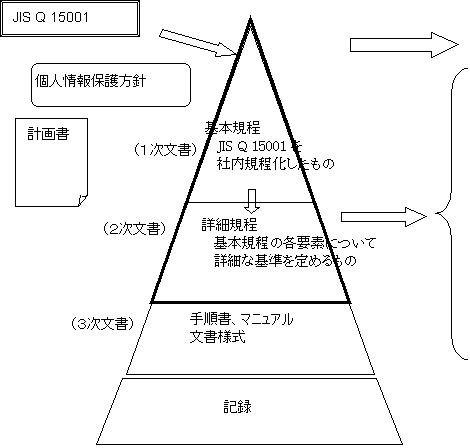 JIS Q 15001
個人情報保護方針
計画書
基本規程
（１次文書）
JIS Q 15001 を
社内規程化したもの
（２次文書）
詳細規程
基本規程の各要素について
詳細な基準を定めるもの
（３次文書）
手順書、マニュアル
文書様式
記録